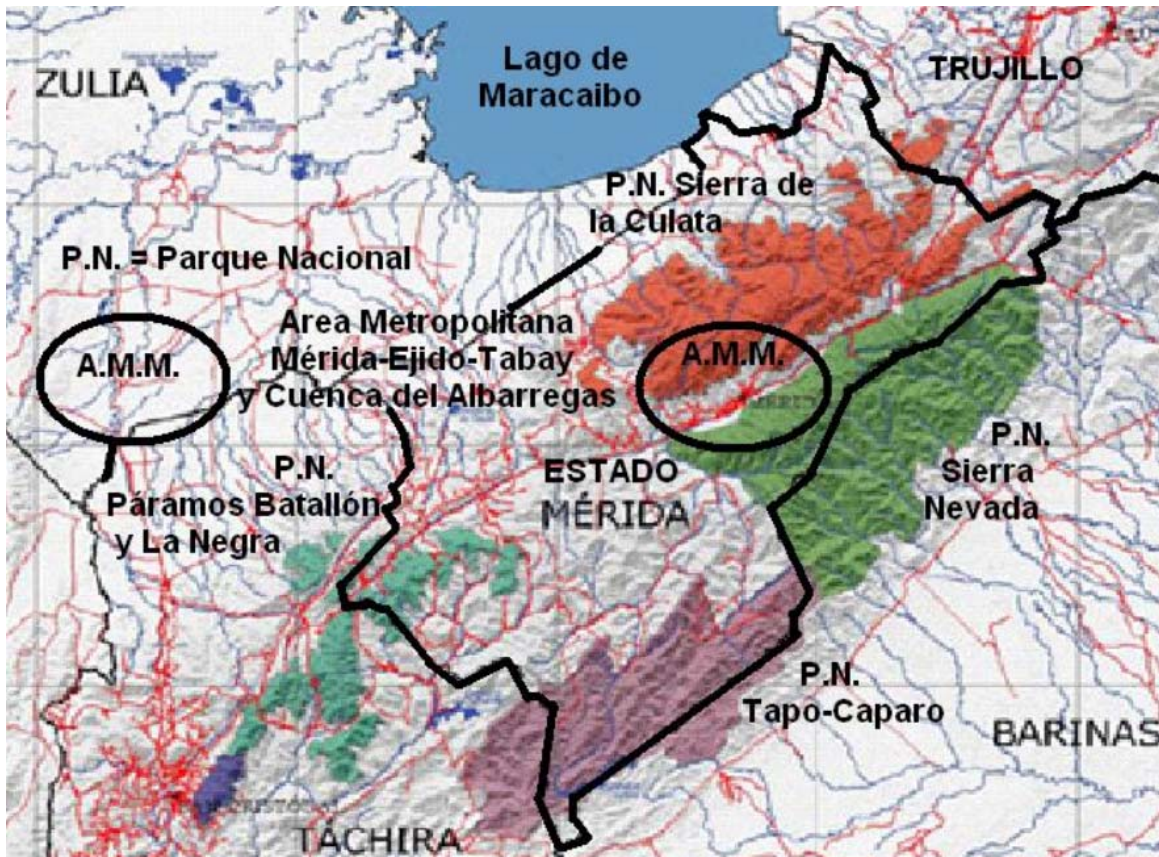 Lago de
Maracaibo
ZULIA
TRUJILLO
P.N. Sierra de
la Culata
P.N. = Parque Nacional
Area Metropolitana
Mérida-Ejido-Tabay
y Cuenca del Albarregas
A.M.M.
A.M.M.
P.N.
Sierra
Nevada
P.N.
Páramos Batallón
y La Negra
ESTADO
MÉRIDA
P.N.
Tapo-Caparo
BARINAS
TÁCHIRA